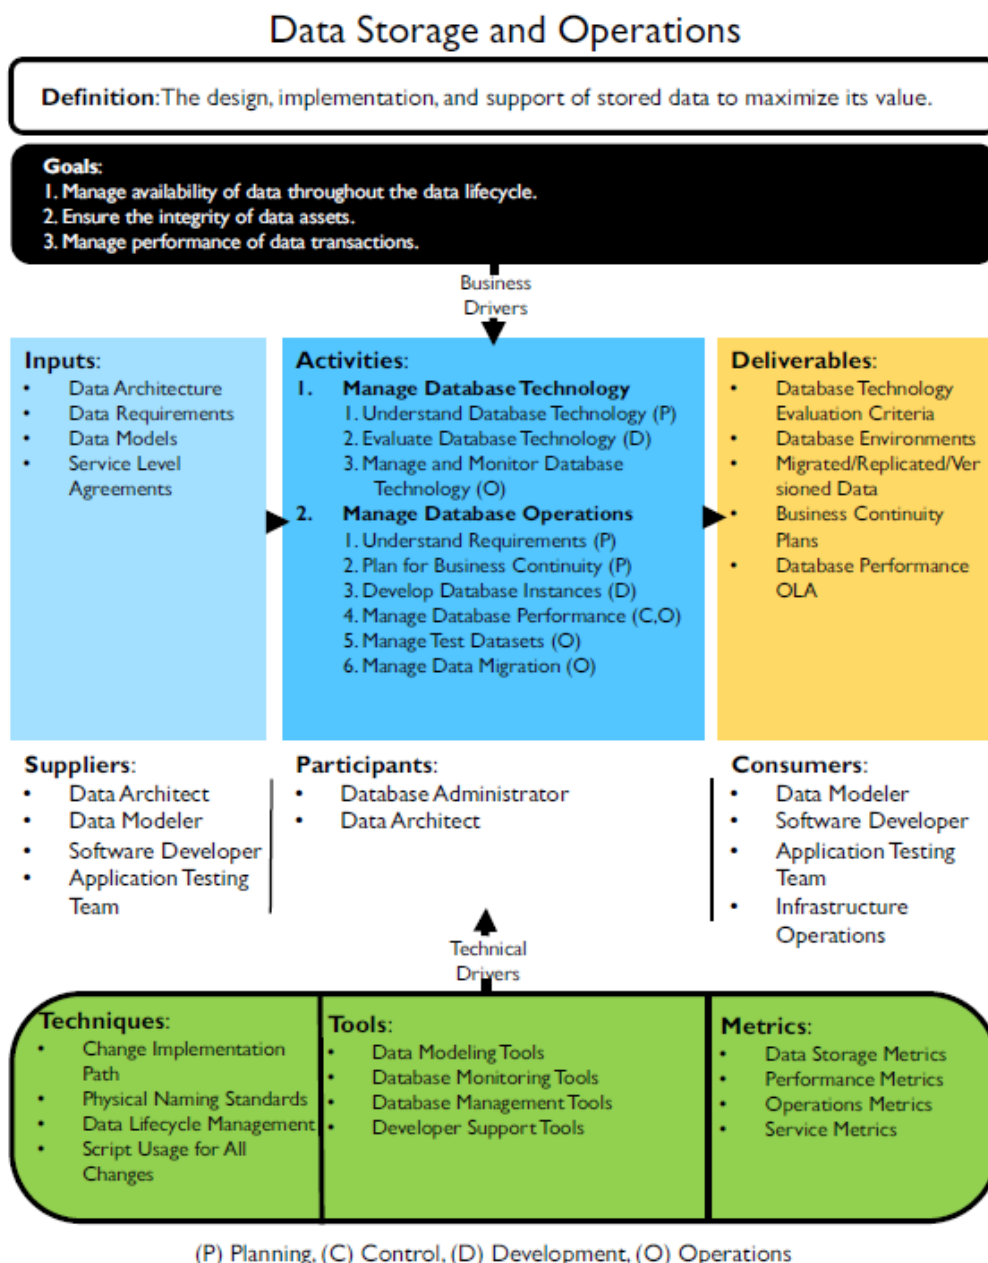 Data Storage and Operations
Definition: The design, implementation, and support of stored data to maximize its value.
Goals:
1. Manage availability of data throughout the data lifecycle.
2. Ensure the integrity of data assets.
3. Manage performance of data transactions.
Business
Drivers
Inputs:
• Data Architecture
• Data Requirements
• Data Models
• Service Level
Agreements
Activities:
1. Manage Database Technology
1. Understand Database Technology (P)
2. Evaluate Database Technology (D)
3. Manage and Monitor Database
Technology (O)
2. Manage Database Operations
1. Understand Requirements (P)
2. Plan for Business Continuity (P)
3. Develop Database Instances (D)
4. Manage Database Performance (C,O)
5. Manage Test Datasets (O)
6. Manage Data Migration (O)
Deliverables:
• Database Technology
Evaluation Criteria
• Database Environments
• Migrated/Replicated/Ver
sioned Data
• Business Continuity
Plans
• Database Performance
OLA
Suppliers:
• Data Architect
• Data Modeler
• Software Developer
• Application Testing
Team
Participants:
• Database Administrator
• Data Architect
Consumers:
• Data Modeler
• Software Developer
• Application Testing
Team
• Infrastructure
Operations
Technical
Drivers
Techniques:
• Change Implementation
Path
• Physical Naming Standards
• Data Lifecycle Management
• Script Usage for All
Changes
Tools:
• Data Modeling Tools
• Database Monitoring Tools
• Database Management Tools
• Developer Support Tools
Metrics:
• Data Storage Metrics
• Performance Metrics
• Operations Metrics
• Service Metrics
(P) Planning, (C) Control, (D) Development, (O) Operations